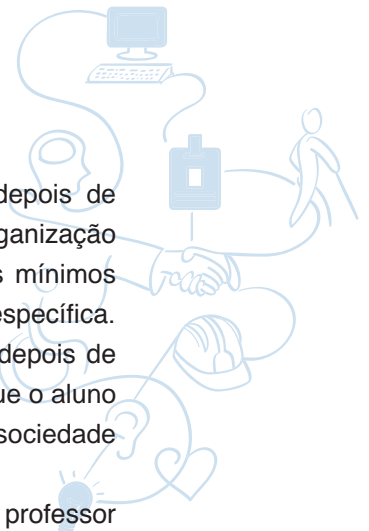 depois de
ganização
s mínimos
específica.
depois de
ue o aluno
sociedade
professor